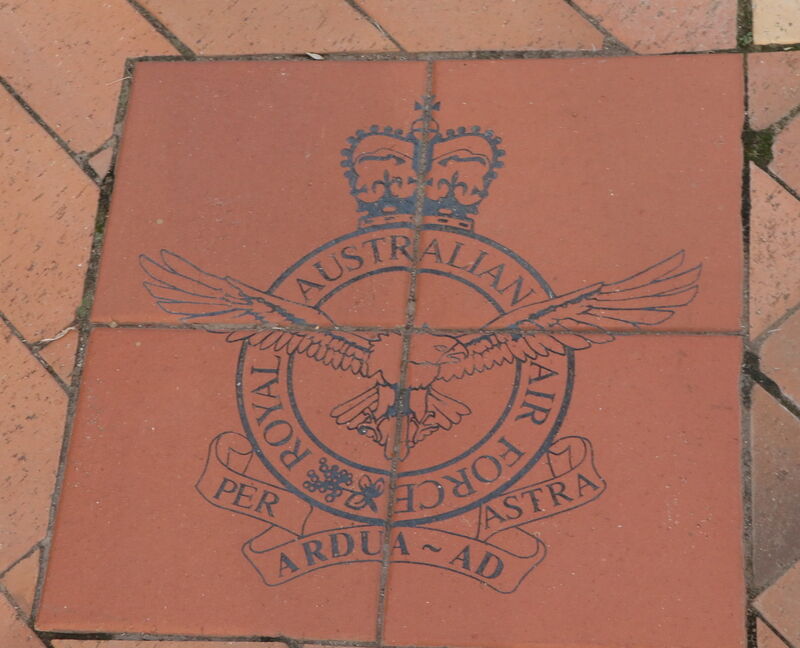 ROYAL AUSTRALIAN AIR FORCE
PER ARDUA ~ AD ASTRA